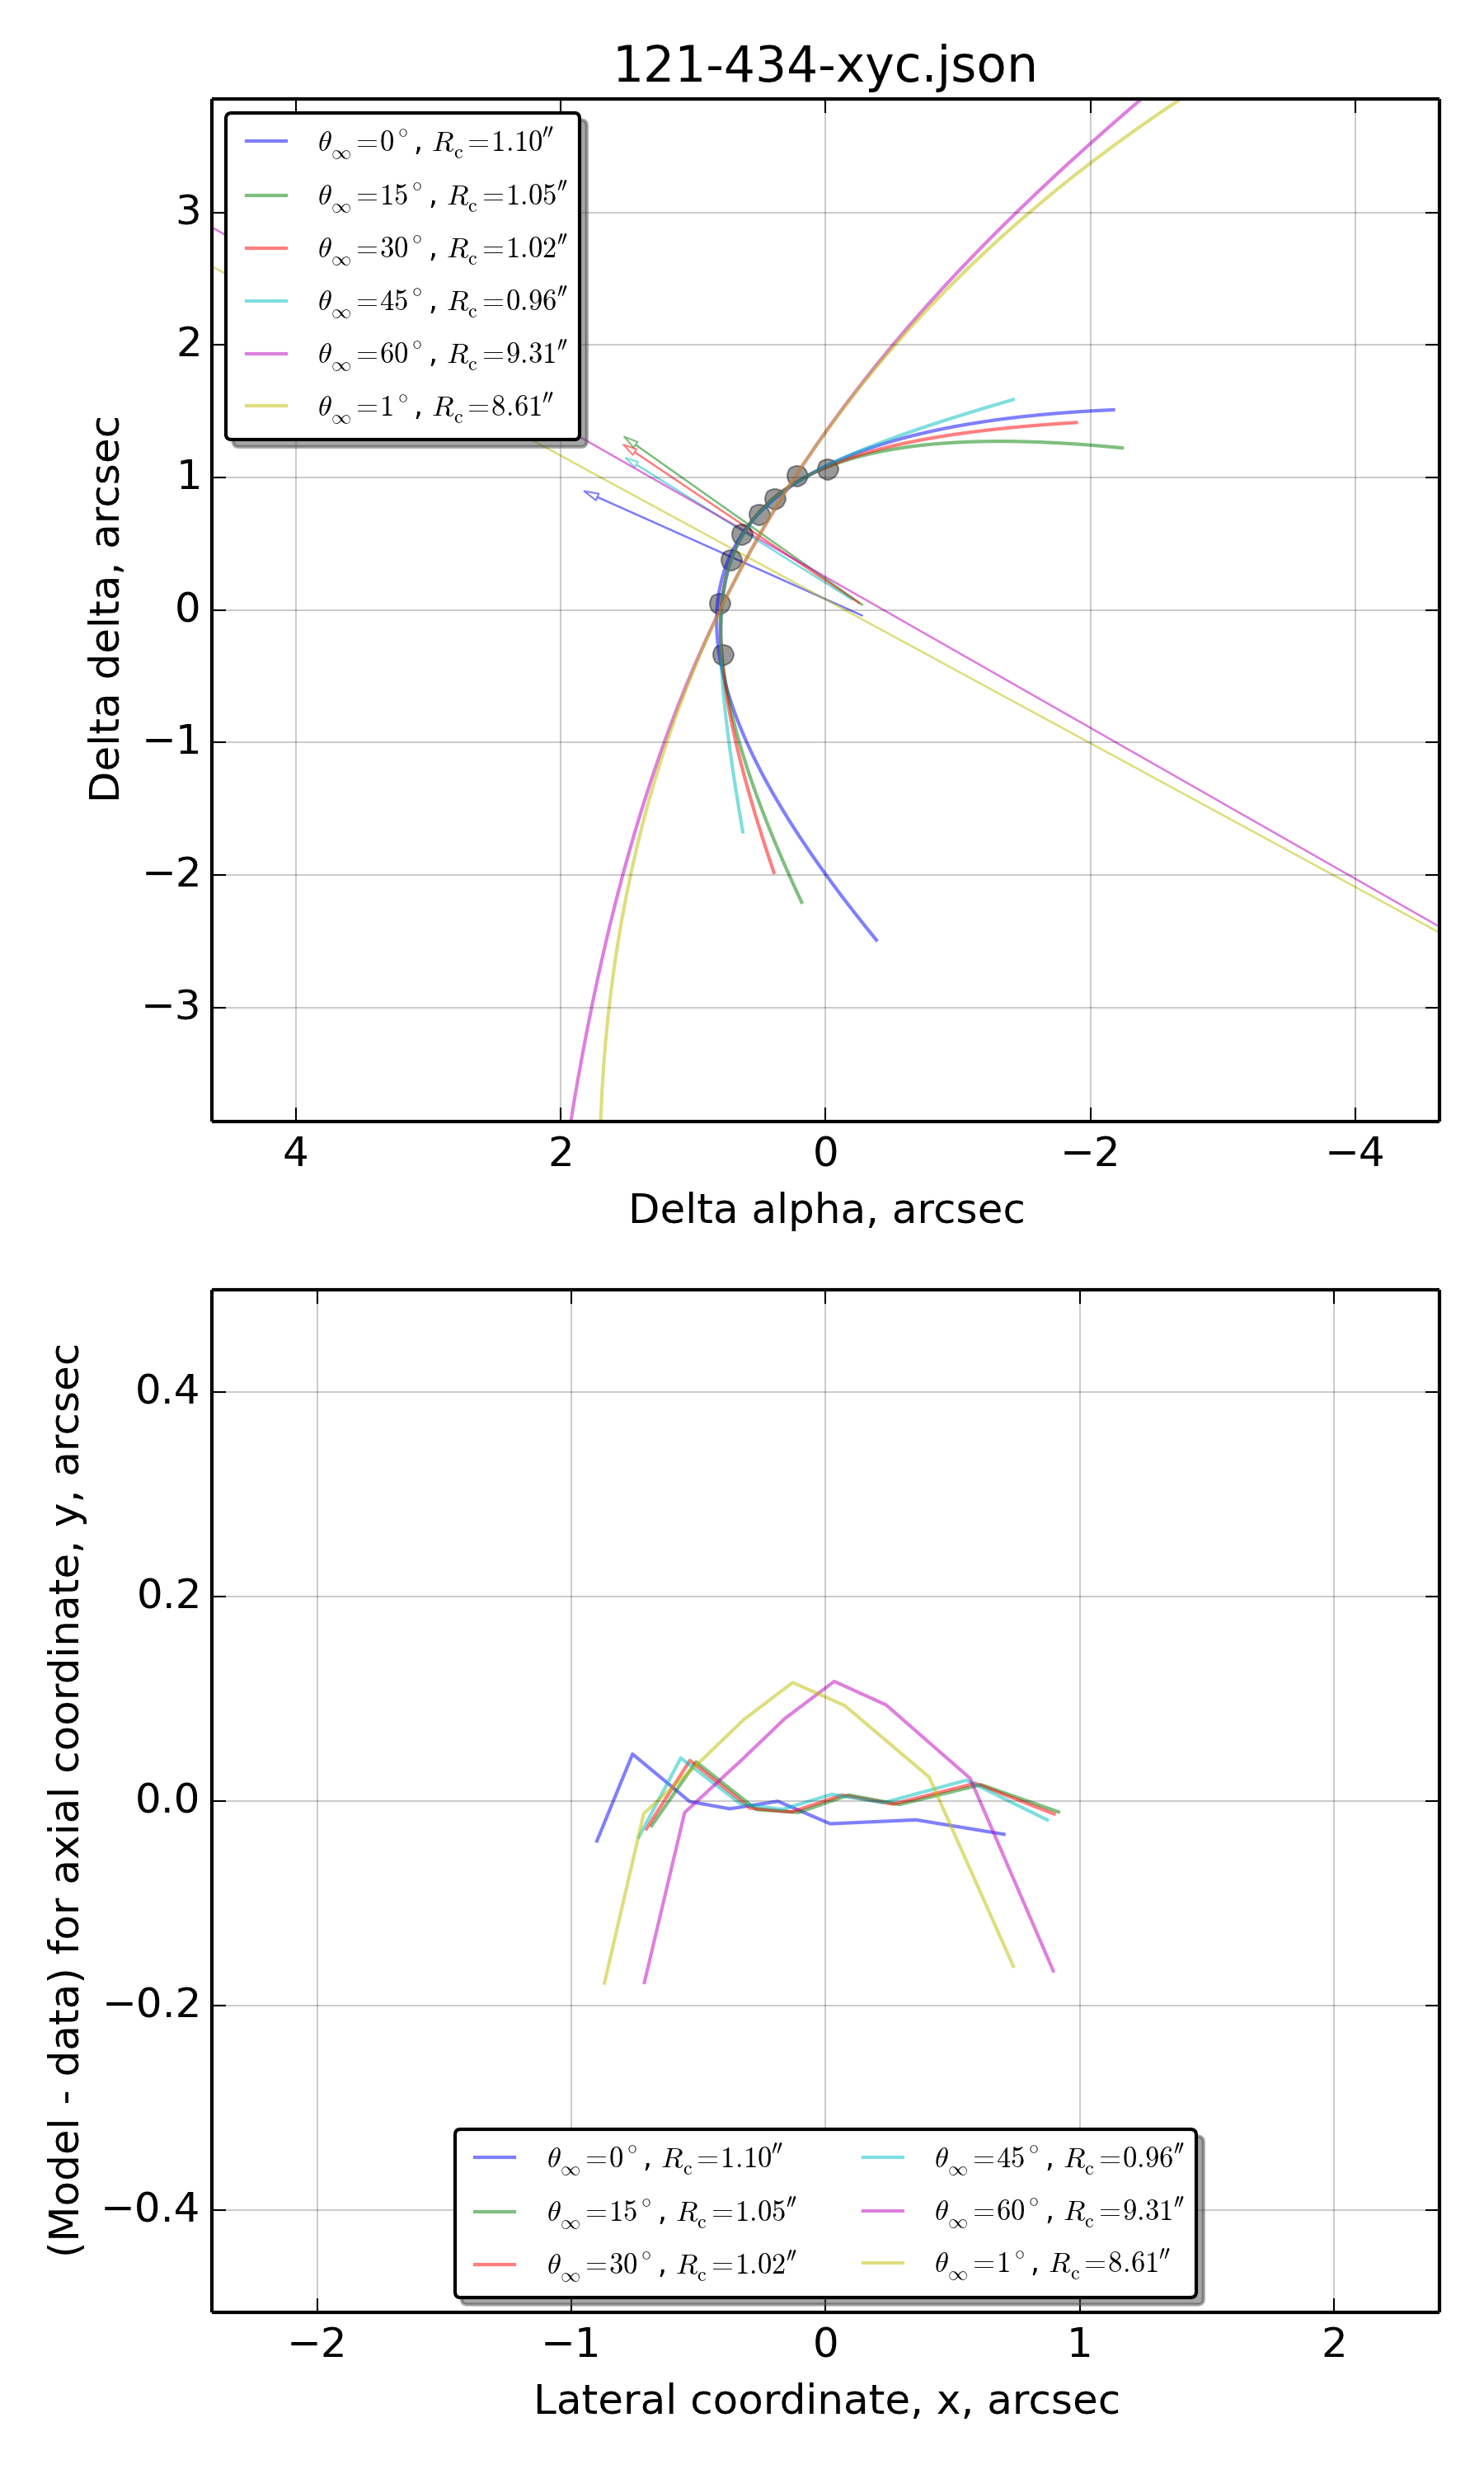 121-434-xyc.json
θ∞=0°, Rc=1.10″
θ∞=15°, Rc=1.05″
θ∞=30°, Rc=1.02″
θ∞=45°, Rc=0.96″
θ∞=60°, Rc=9.31″
θ∞=1°, Rc=8.61″
3
2
1
0
−1
−2
−3
Delta delta, arcsec
4 2 0 −2 −4
Delta alpha, arcsec
0.4
0.2
0.0
−0.2
−0.4
(Model - data) for axial coordinate, y, arcsec
θ∞=0°, Rc=1.10″ θ∞=45°, Rc=0.96″
θ∞=15°, Rc=1.05″ θ∞=60°, Rc=9.31″
θ∞=30°, Rc=1.02″ θ∞=1°, Rc=8.61″
−2 −1 0 1 2
Lateral coordinate, x, arcsec